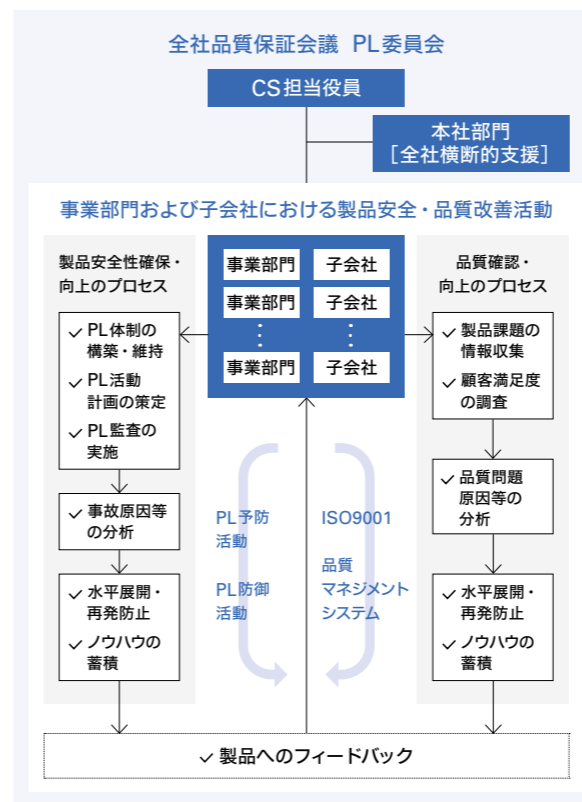 全社品質保証会議 PL委員会
CS担当役員
本社部門
［全社横断的支援］
事業部門および子会社における製品安全・品質改善活動
製品安全性確保・
向上のプロセス
✓ PL体制の
構築・維持
✓ PL活動
計画の策定
✓ PL監査の
実施
✓ 事故原因等
の分析
✓ 水平展開・
再発防止
✓ ノウハウの
蓄積
事業部門 子会社
事業部門 子会社
⋮ ⋮
事業部門 子会社
PL予防
活動
PL防御
活動
ISO9001
品質
マネジメント
システム
品質確認・
向上のプロセス
✓ 製品課題の
情報収集
✓ 顧客満足度
の調査
✓ 品質問題
原因等の
分析
✓ 水平展開・
再発防止
✓ ノウハウの
蓄積
✓ 製品へのフィードバック